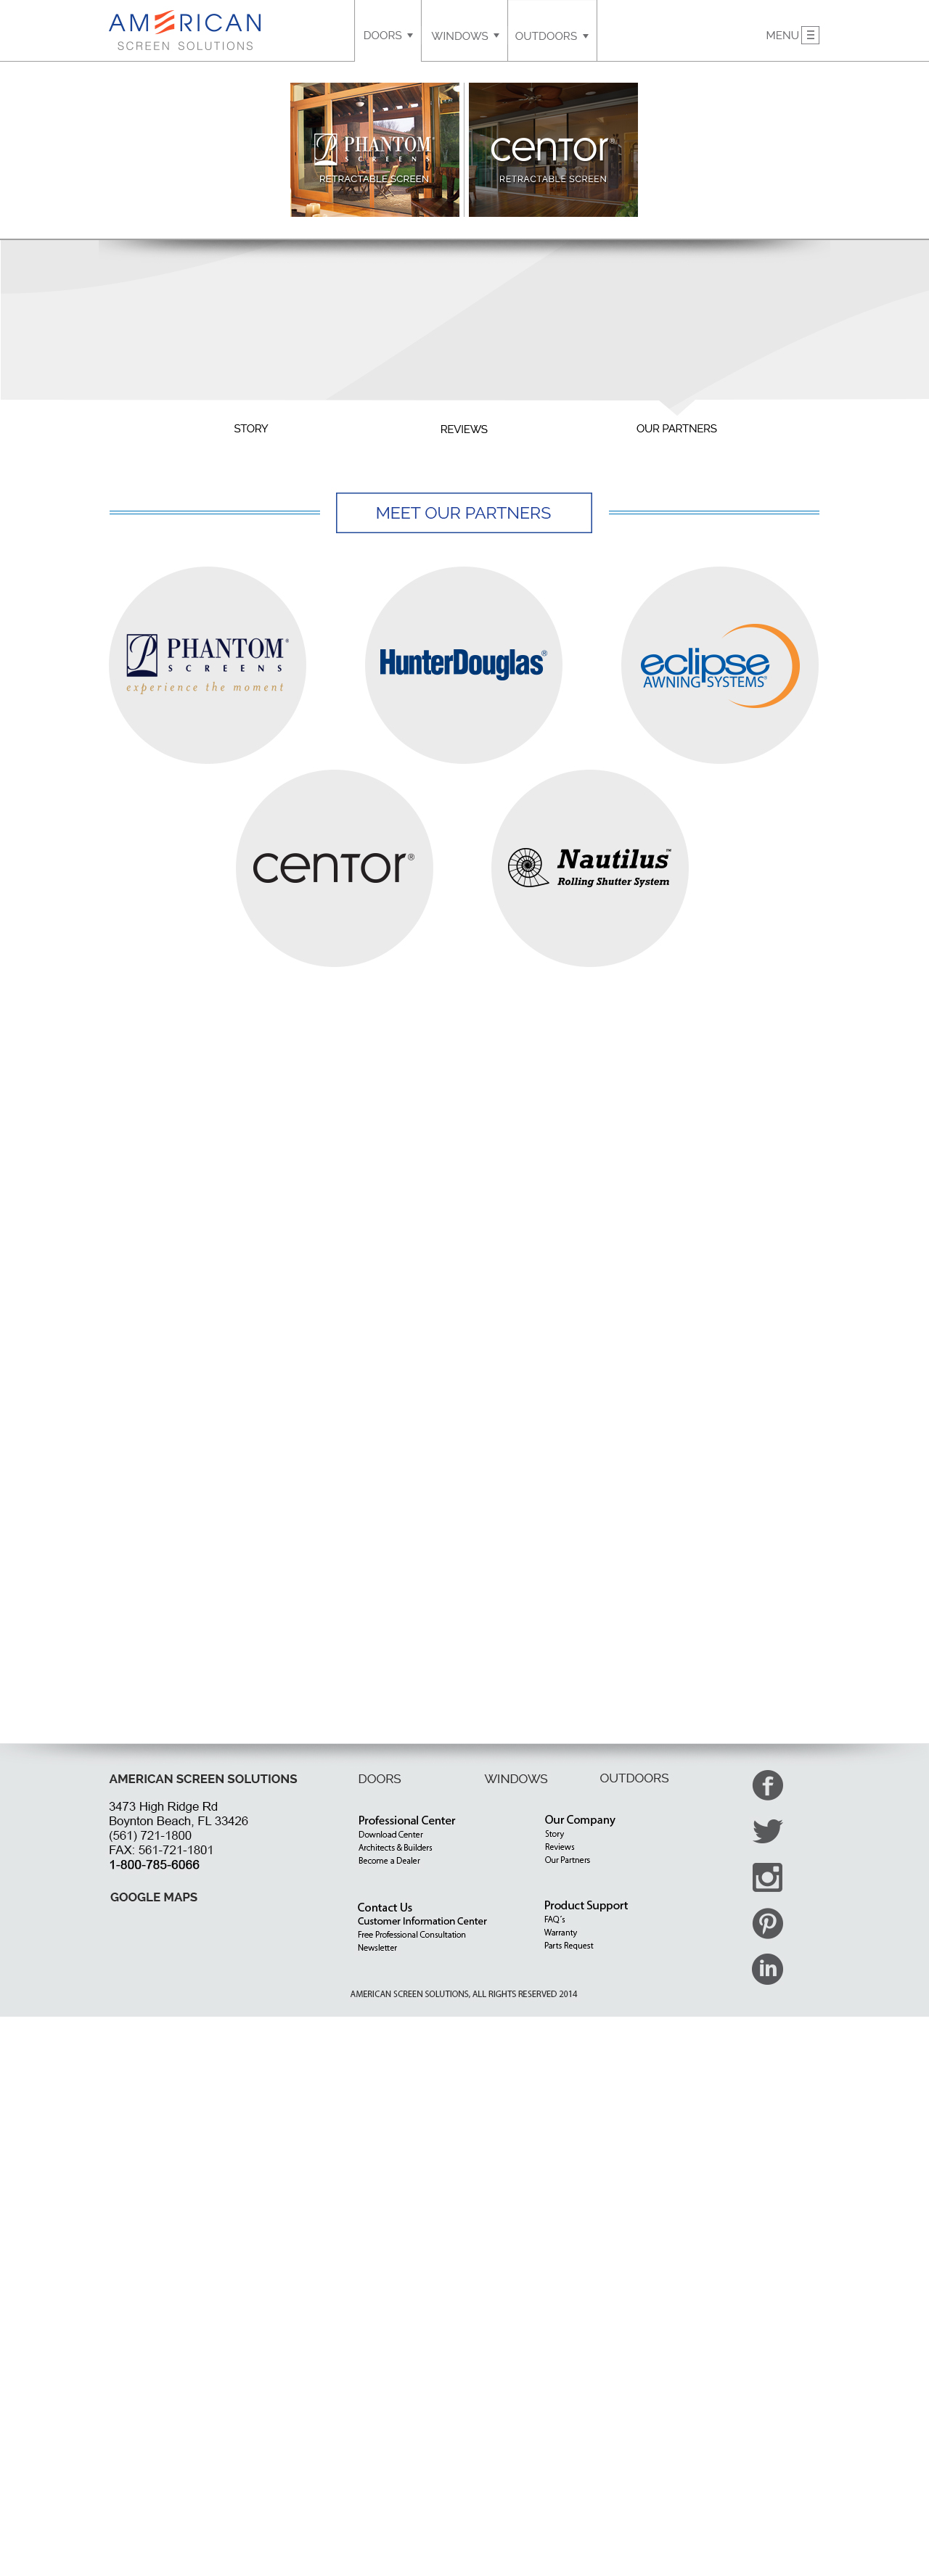 AMERICAN
SCREEN SOLUTIONS
DOORS
WINDOWS
OUTDOORS
MENU
PHANTOM®
SCREENS
RETRACTABLE SCREEN
centor®
RETRACTABLE SCREEN
STORY
REVIEWS
OUR PARTNERS
MEET OUR PARTNERS
PHANTOM®
SCREENS
experience the moment
HunterDouglas®
eclipse
AWNING SYSTEMS®
centor®
Nautilus™
Rolling Shutter System
AMERICAN SCREEN SOLUTIONS
3473 High Ridge Rd
Boynton Beach, FL 33426
(561) 721-1800
FAX: 561-721-1801
1-800-785-6066
GOOGLE MAPS
DOORS
WINDOWS
OUTDOORS
Professional Center
Download Center
Architects & Builders
Become a Dealer
Our Company
Story
Reviews
Our Partners
Contact Us
Customer Information Center
Free Professional Consultation
Newsletter
Product Support
FAQ's
Warranty
Parts Request
AMERICAN SCREEN SOLUTIONS, ALL RIGHTS RESERVED 2014